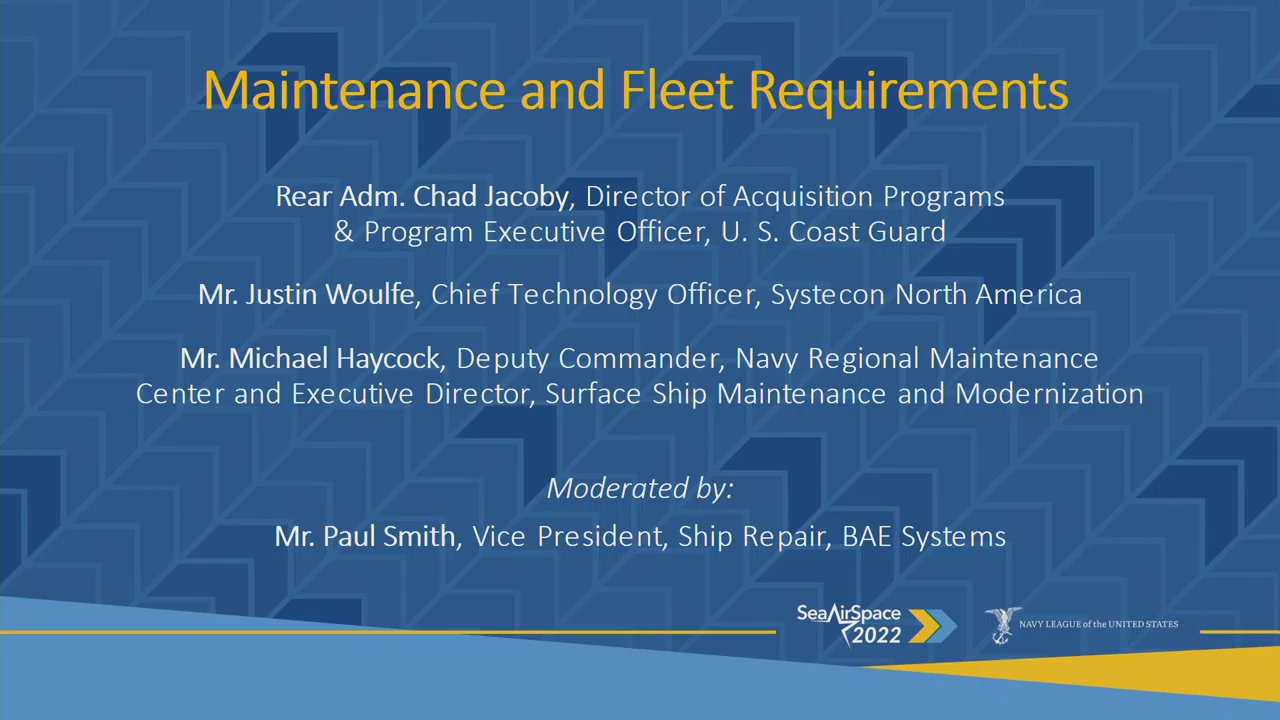 Maintenance and Fleet Requirements
Rear Adm. Chad Jacoby, Director of Acquisition Programs
& Program Executive Officer, U. S. Coast Guard
Mr. Justin Woulfe, Chief Technology Officer, Systecon North America
Mr. Michael Haycock, Deputy Commander, Navy Regional Maintenance
Center and Executive Director, Surface Ship Maintenance and Modernization
Moderated by:
Mr. Paul Smith, Vice President, Ship Repair, BAE Systems
SeaAirSpace
2022
NAVY LEAGUE of the UNITED STATES